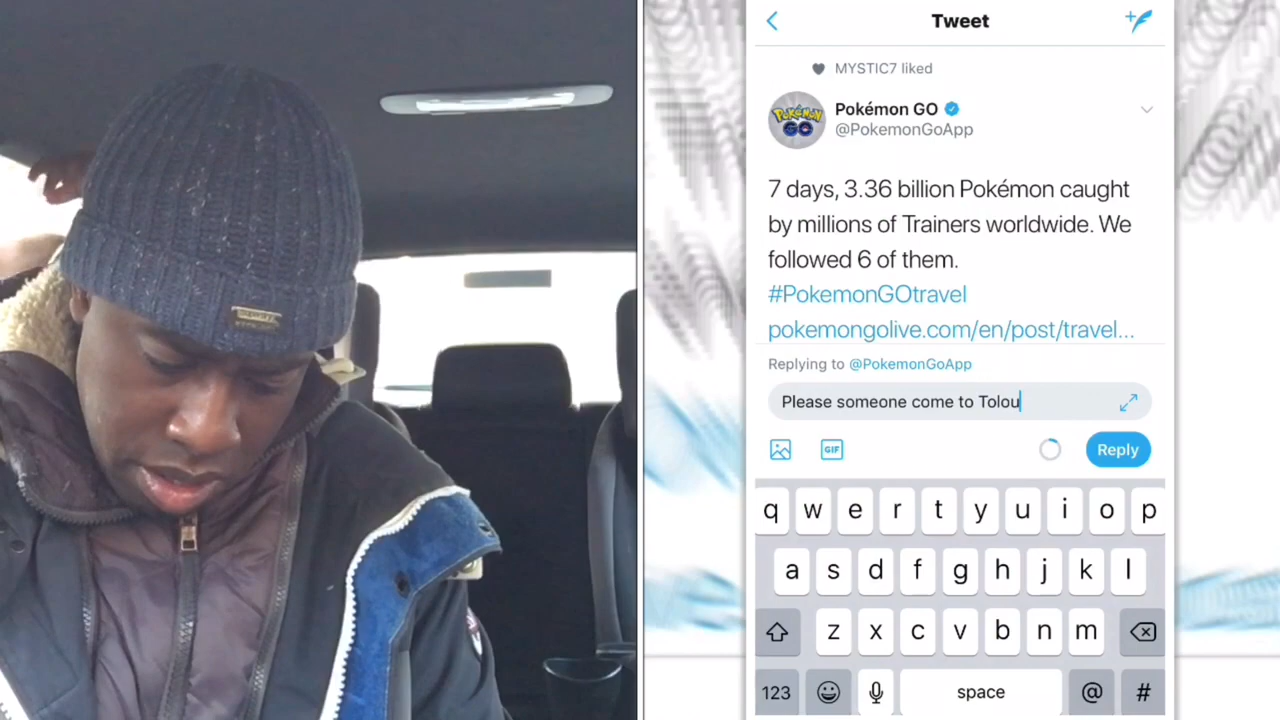 Tweet
MYSTIC7 liked
POKÉMON
GO
Pokémon GO
@PokemonGoApp
7 days, 3.36 billion Pokémon caught
by millions of Trainers worldwide. We
followed 6 of them.
#PokemonGOtravel
pokemongolive.com/en/post/travel...
Replying to @PokemonGoApp
Please someone come to Tolou
GIF
Reply
q w e r t y u i o p
a s d f g h j k l
z x c v b n m
123 space @ #